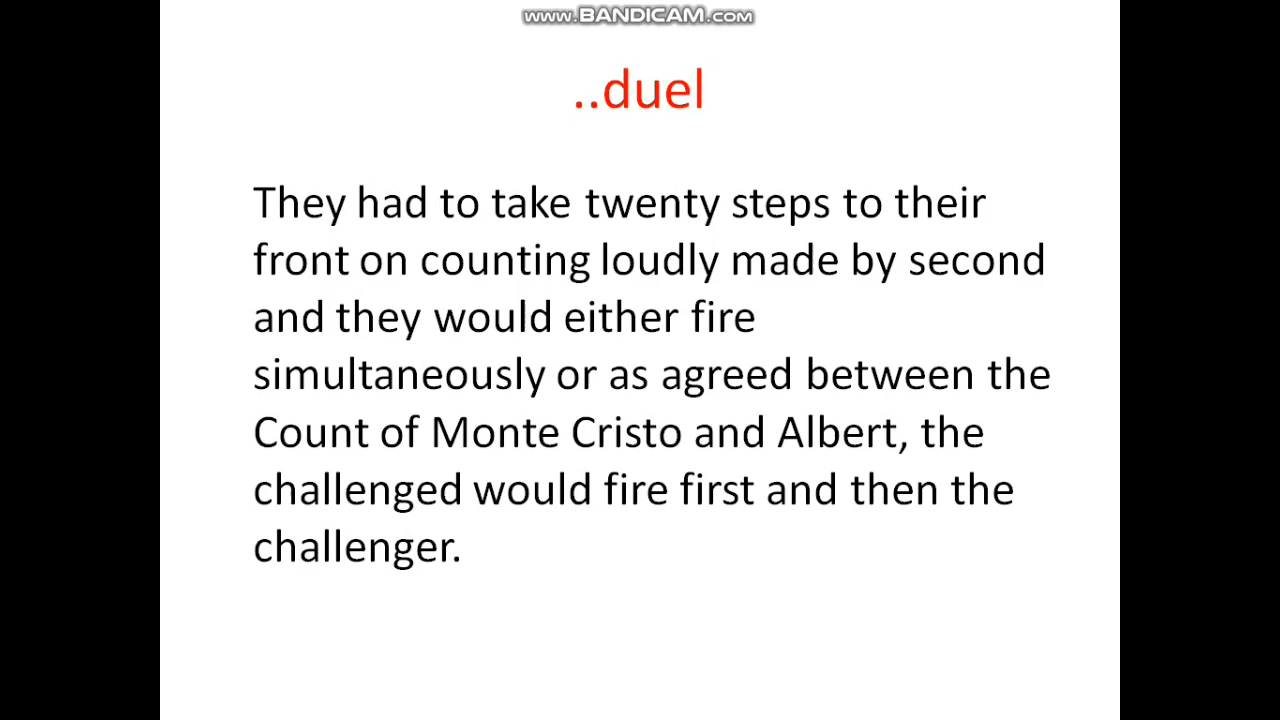 www.BANDICAM.com
..duel
They had to take twenty steps to their
front on counting loudly made by second
and they would either fire
simultaneously or as agreed between the
Count of Monte Cristo and Albert, the
challenged would fire first and then the
challenger.